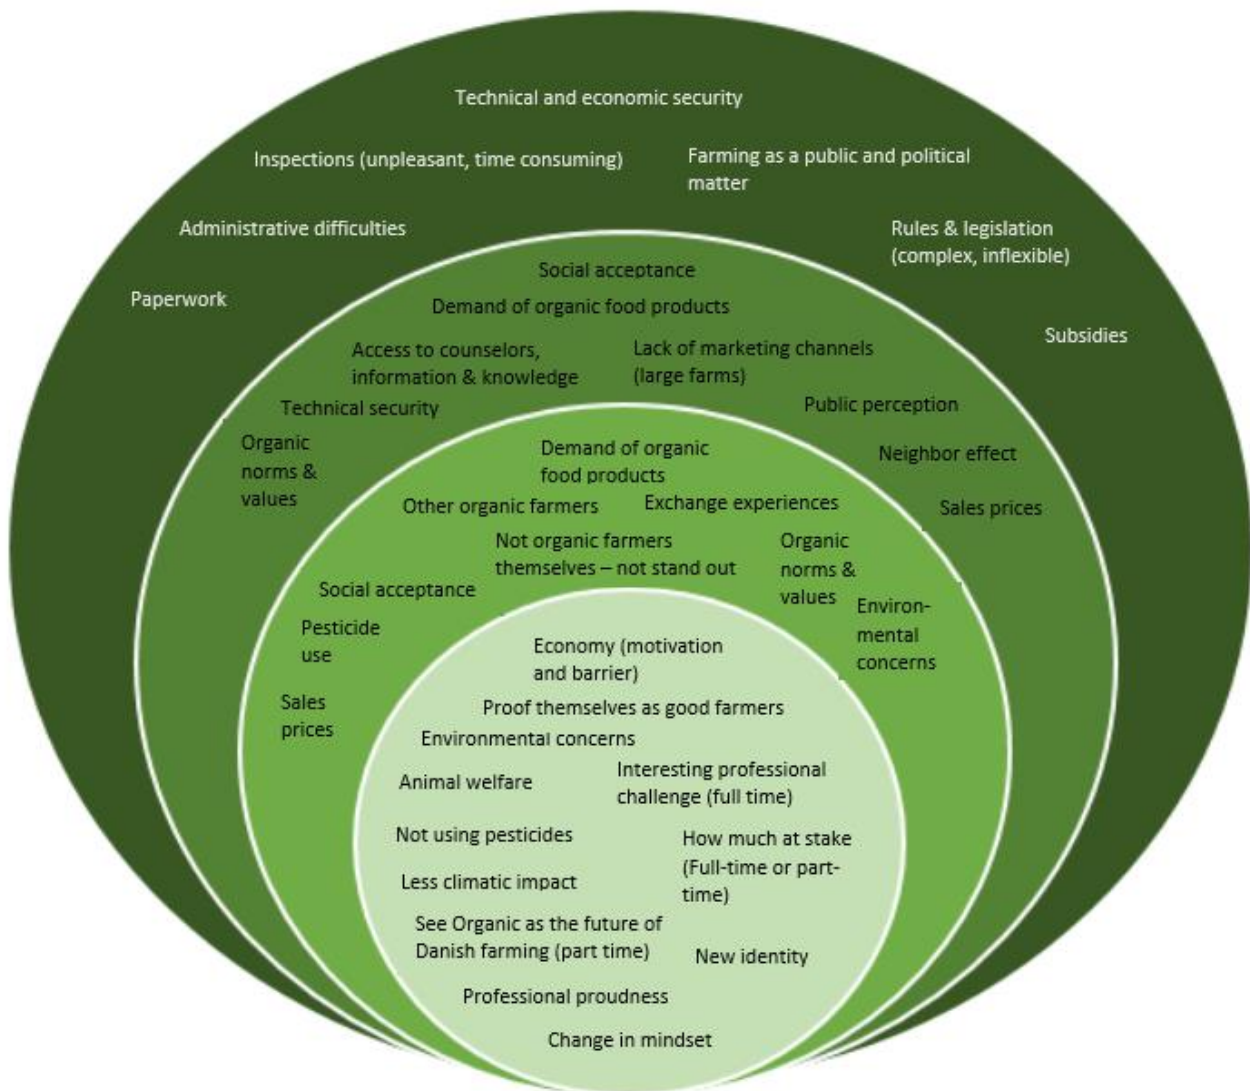 Technical and economic security
Inspections (unpleasant, time consuming)
Farming as a public and political
matter
Administrative difficulties
Rules & legislation
(complex, inflexible)
Paperwork
Subsidies
Social acceptance
Demand of organic food products
Access to counselors,
information & knowledge
Lack of marketing channels
(large farms)
Technical security
Public perception
Organic
norms &
values
Neighbor effect
Sales prices
Demand of organic
food products
Other organic farmers
Exchange experiences
Not organic farmers
themselves – not stand out
Organic
norms &
values
Social acceptance
Environ-
mental
concerns
Pesticide
use
Sales
prices
Economy (motivation
and barrier)
Proof themselves as good farmers
Environmental concerns
Animal welfare
Interesting professional
challenge (full time)
Not using pesticides
How much at stake
(Full-time or part-
time)
Less climatic impact
See Organic as the future of
Danish farming (part time)
New identity
Professional proudness
Change in mindset